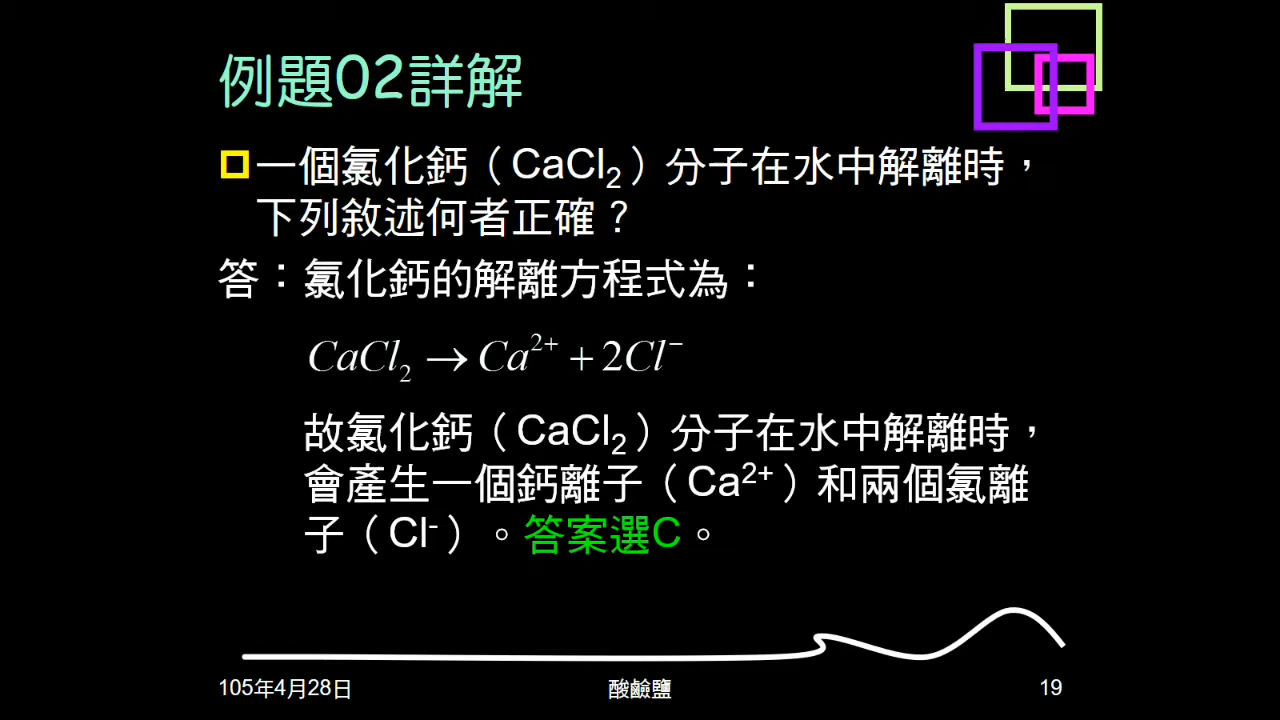 例題02詳解
一個氯化鈣（CaCl₂）分子在水中解離時，
下列敘述何者正確？
答：氯化鈣的解離方程式為：
CaCl₂ → Ca²⁺ + 2Cl⁻
故氯化鈣（CaCl₂）分子在水中解離時，
會產生一個鈣離子（Ca²⁺）和兩個氯離
子（Cl⁻）。答案選C。
105年4月28日
酸鹼鹽
19